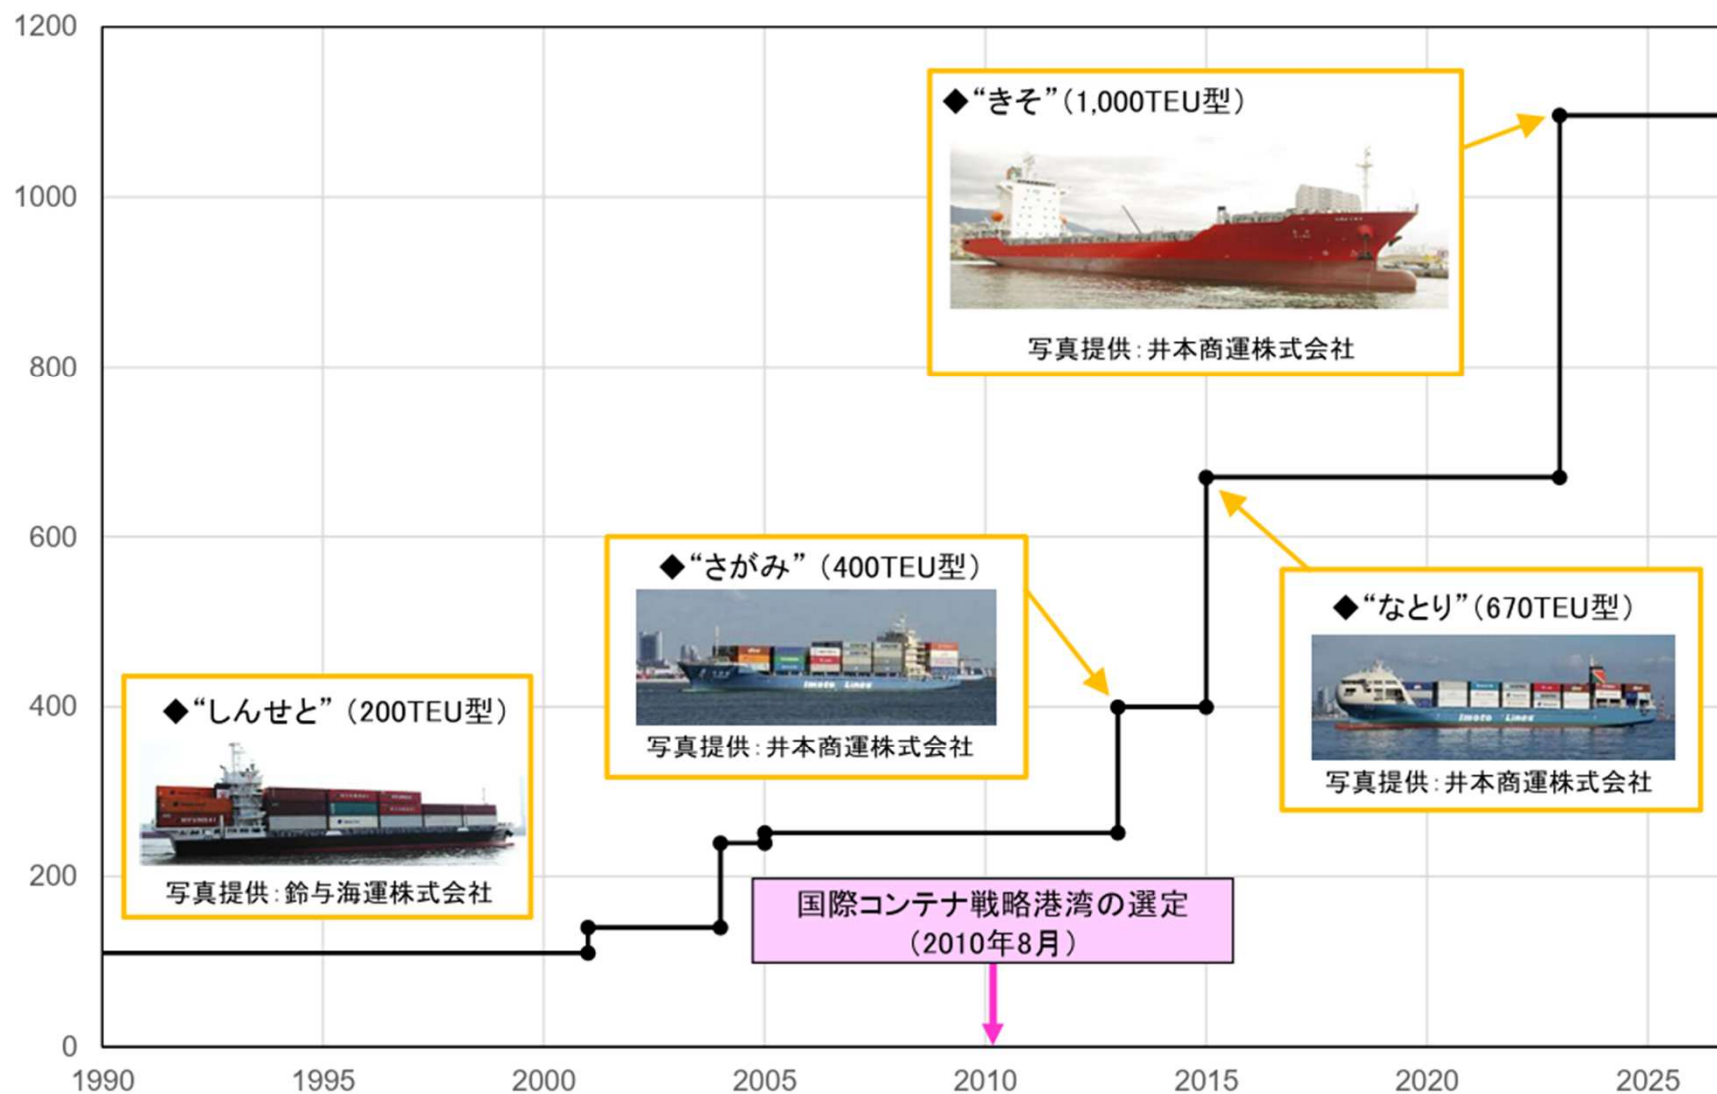 1200
1000
800
600
400
200
0
◆“きそ”（1,000TEU型）
写真提供：井本商運株式会社
◆“さがみ”（400TEU型）
Imoto Lines
写真提供：井本商運株式会社
◆“なとり”（670TEU型）
Imoto Lines
写真提供：井本商運株式会社
◆“しんせと”（200TEU型）
写真提供：鈴与海運株式会社
国際コンテナ戦略港湾の選定
（2010年8月）
1990 1995 2000 2005 2010 2015 2020 2025